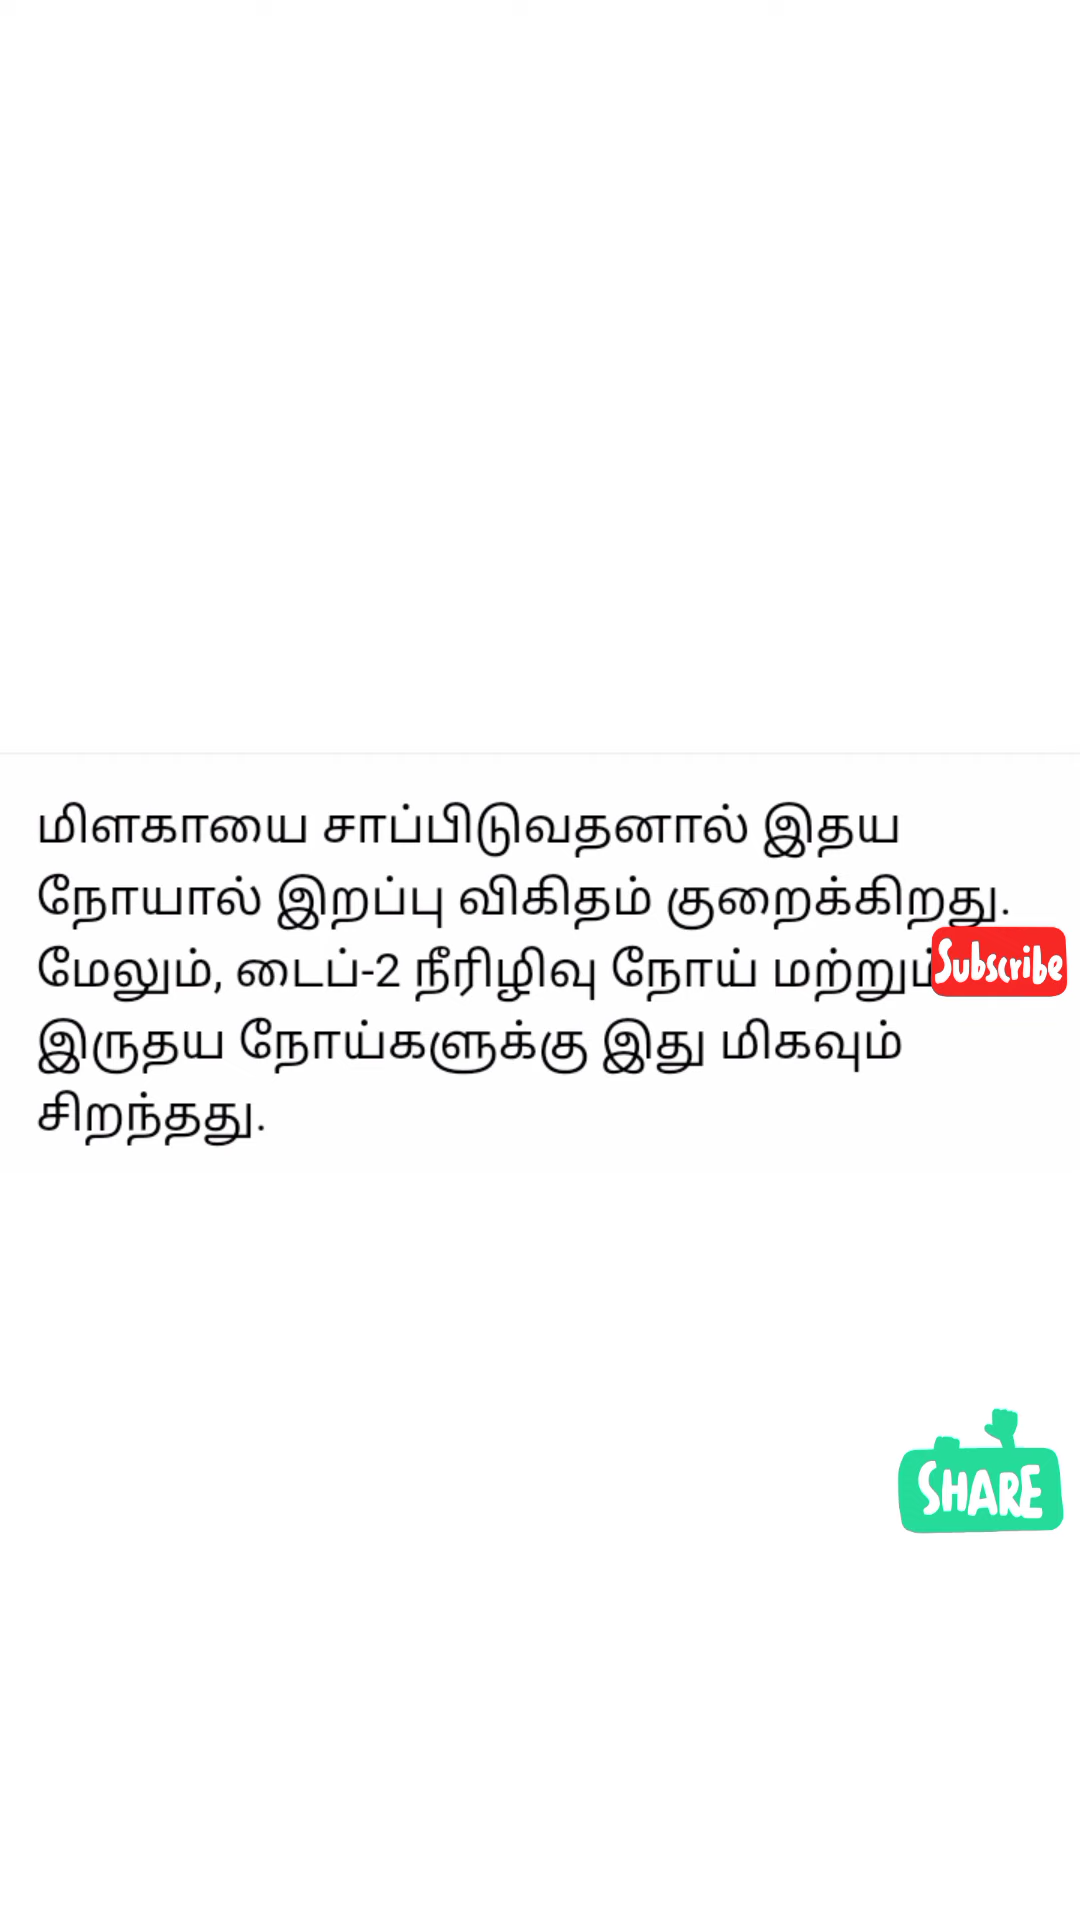 மிளகாயை சாப்பிடுவதனால் இதய
நோயால் இறப்பு விகிதம் குறைக்கிறது.
மேலும், டைப்-2 நீரிழிவு நோய் மற்றும்
Subscribe
இருதய நோய்களுக்கு இது மிகவும்
சிறந்தது.
SHARE